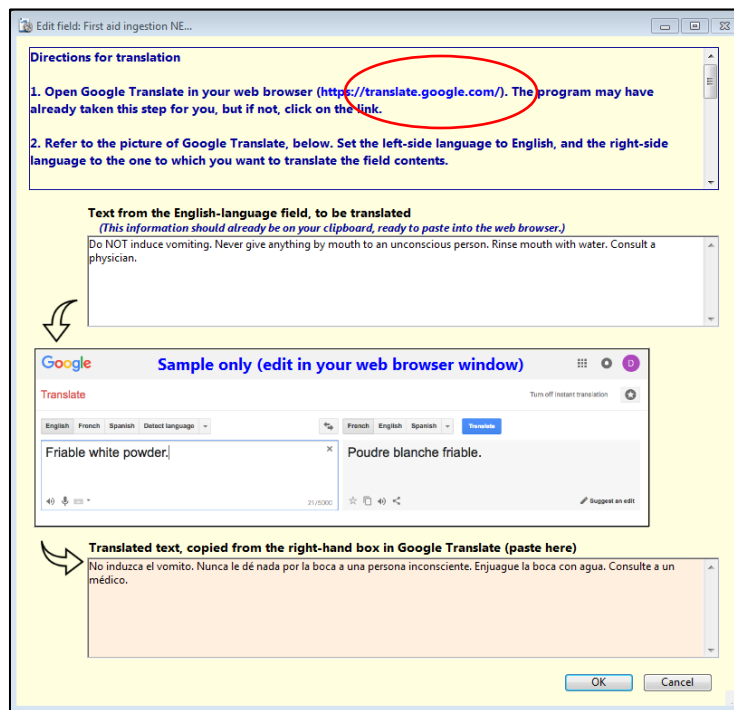 Edit field: First aid ingestion NE...
Directions for translation
1. Open Google Translate in your web browser (https://translate.google.com/). The program may have
already taken this step for you, but if not, click on the link.
2. Refer to the picture of Google Translate, below. Set the left-side language to English, and the right-side
language to the one to which you want to translate the field contents.
Text from the English-language field, to be translated
(This information should already be on your clipboard, ready to paste into the web browser.)
Do NOT induce vomiting. Never give anything by mouth to an unconscious person. Rinse mouth with water. Consult a
physician.
Google Sample only (edit in your web browser window) D
Translate Turn off instant translation
English French Spanish Detect language French English Spanish Translate
Friable white powder. Poudre blanche friable.
21/5000 Suggest an edit
Translated text, copied from the right-hand box in Google Translate (paste here)
No induzca el vomito. Nunca le dé nada por la boca a una persona inconsciente. Enjuague la boca con agua. Consulte a un
médico.
OK Cancel